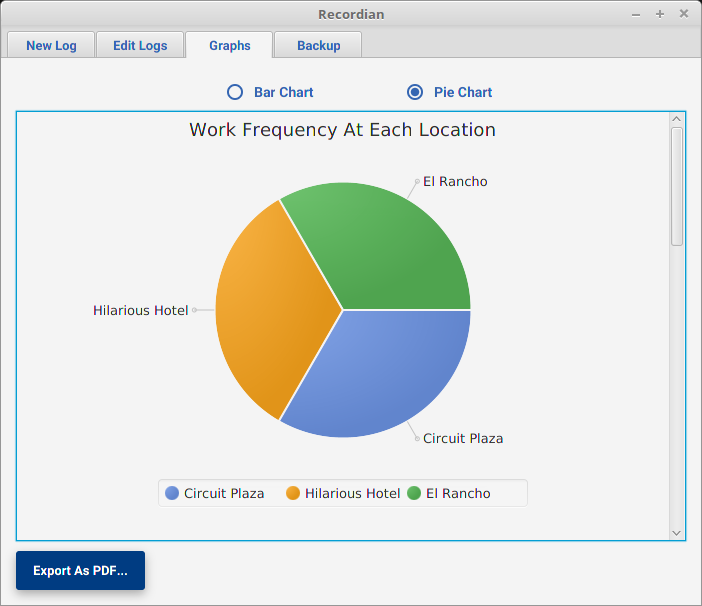 Recordian
New Log Edit Logs Graphs Backup
Bar Chart Pie Chart
Work Frequency At Each Location
El Rancho
Hilarious Hotel
Circuit Plaza
Circuit Plaza Hilarious Hotel El Rancho
Export As PDF...